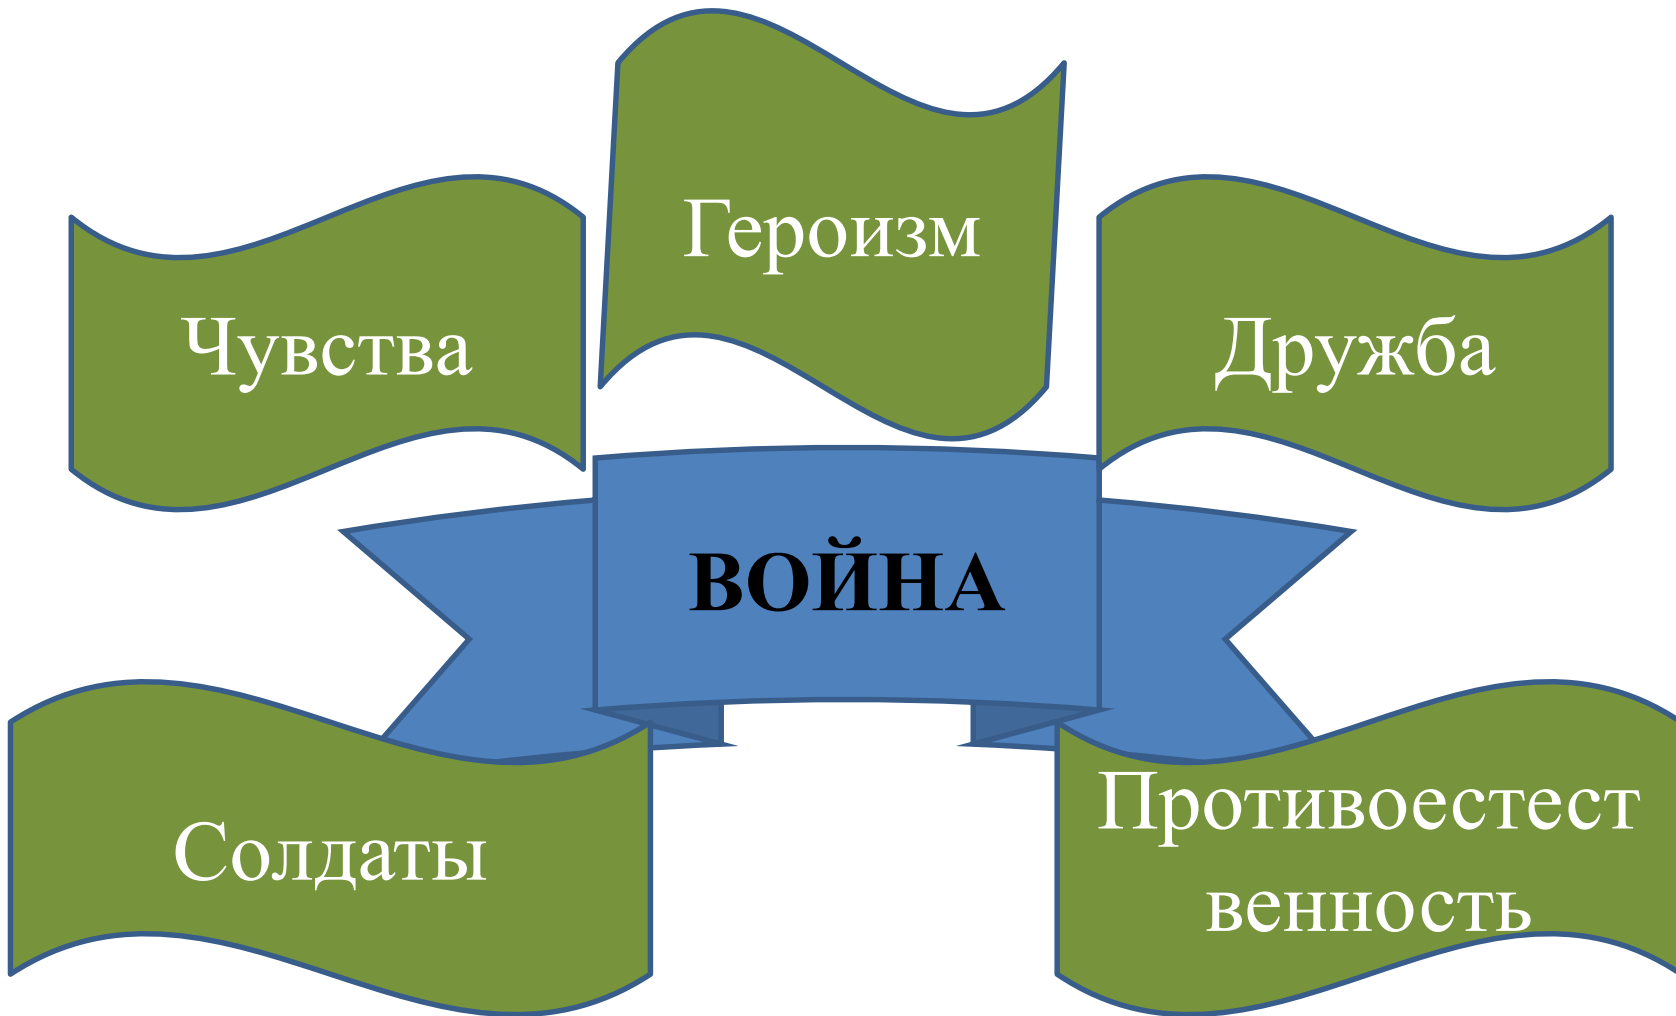 Героизм
Чувства
Дружба
ВОЙНА
Солдаты
Противоестест
венность